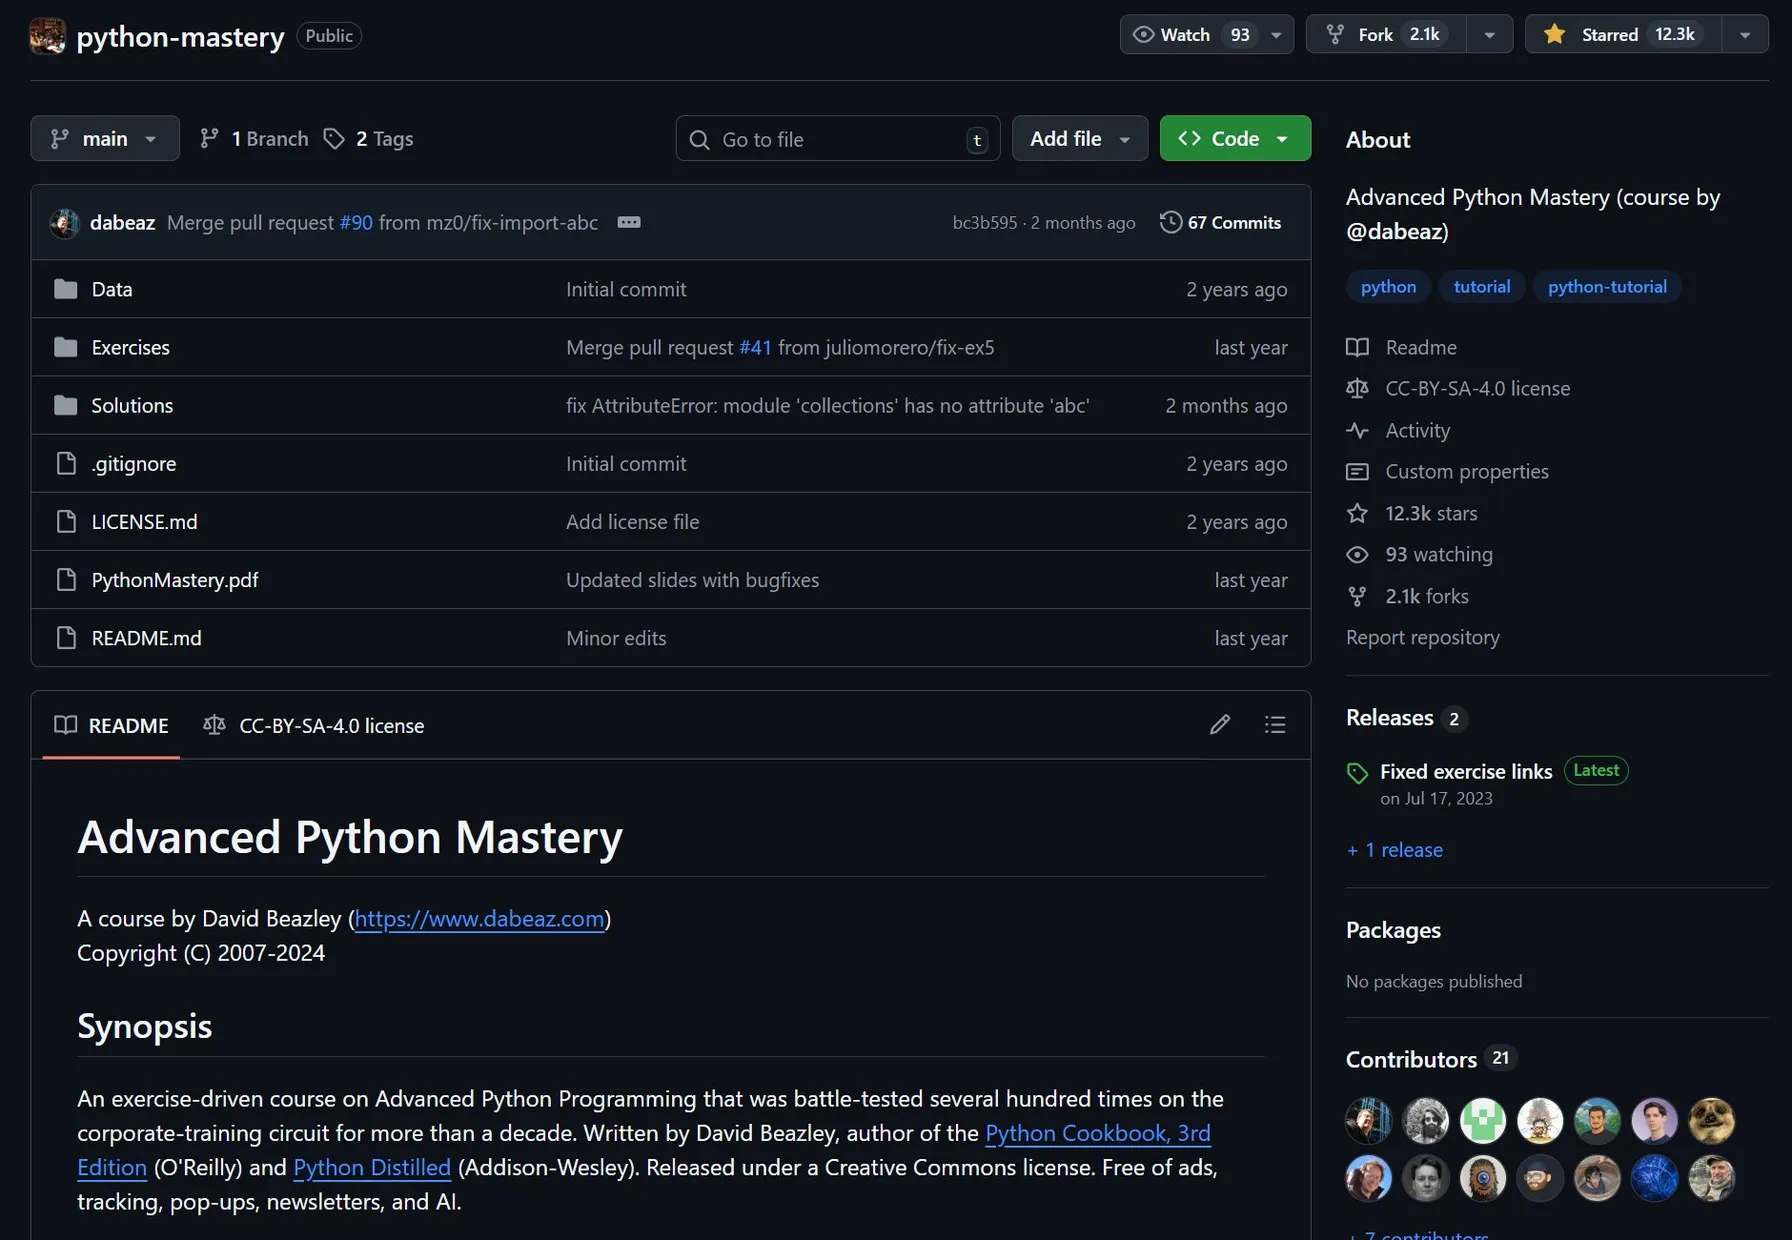 python-mastery Public
Watch 93 Fork 2.1k Starred 12.3k
main 1 Branch 2 Tags Go to file t Add file Code
dabeaz Merge pull request #90 from mz0/fix-import-abc bc3b595 · 2 months ago 67 Commits
Data Initial commit 2 years ago
Exercises Merge pull request #41 from juliomorero/fix-ex5 last year
Solutions fix AttributeError: module 'collections' has no attribute 'abc' 2 months ago
.gitignore Initial commit 2 years ago
LICENSE.md Add license file 2 years ago
PythonMastery.pdf Updated slides with bugfixes last year
README.md Minor edits last year
README CC-BY-SA-4.0 license
Advanced Python Mastery
A course by David Beazley (https://www.dabeaz.com)
Copyright (C) 2007-2024
Synopsis
An exercise-driven course on Advanced Python Programming that was battle-tested several hundred times on the
corporate-training circuit for more than a decade. Written by David Beazley, author of the Python Cookbook, 3rd
Edition (O'Reilly) and Python Distilled (Addison-Wesley). Released under a Creative Commons license. Free of ads,
tracking, pop-ups, newsletters, and AI.
About
Advanced Python Mastery (course by
@dabeaz)
python tutorial python-tutorial
Readme
CC-BY-SA-4.0 license
Activity
Custom properties
12.3k stars
93 watching
2.1k forks
Report repository
Releases 2
Fixed exercise links Latest
on Jul 17, 2023
+ 1 release
Packages
No packages published
Contributors 21
+ 7 contributors